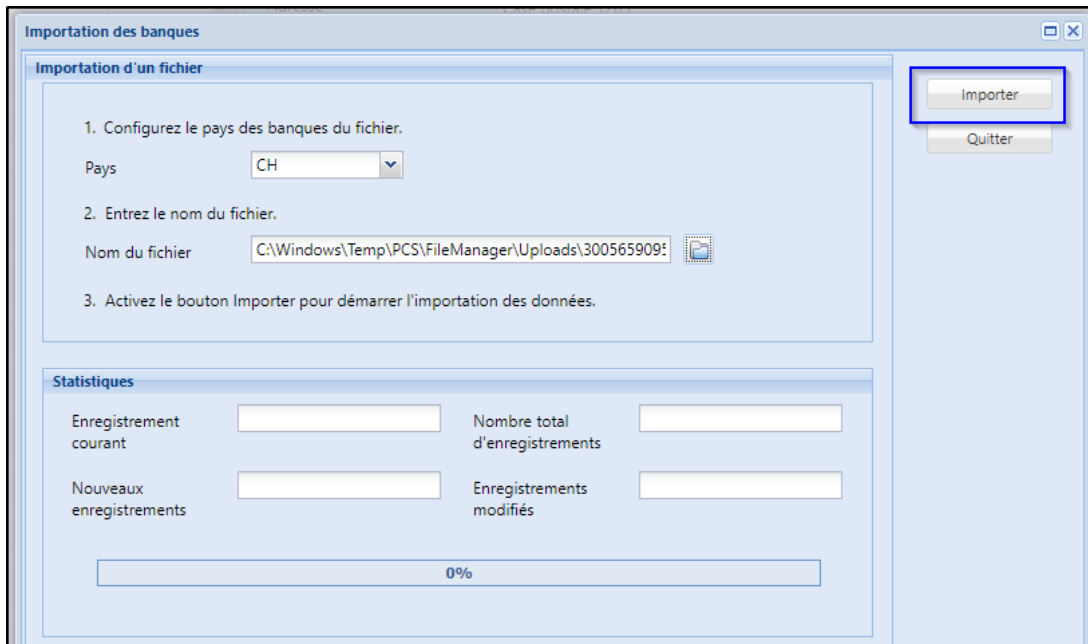 Importation des banques
Importation d'un fichier
1. Configurez le pays des banques du fichier.
Pays
CH
2. Entrez le nom du fichier.
Nom du fichier
C:\Windows\Temp\PCS\FileManager\Uploads\3005659095
3. Activez le bouton Importer pour démarrer l'importation des données.
Importer
Quitter
Statistiques
Enregistrement
courant
Nombre total
d'enregistrements
Nouveaux
enregistrements
Enregistrements
modifiés
0%